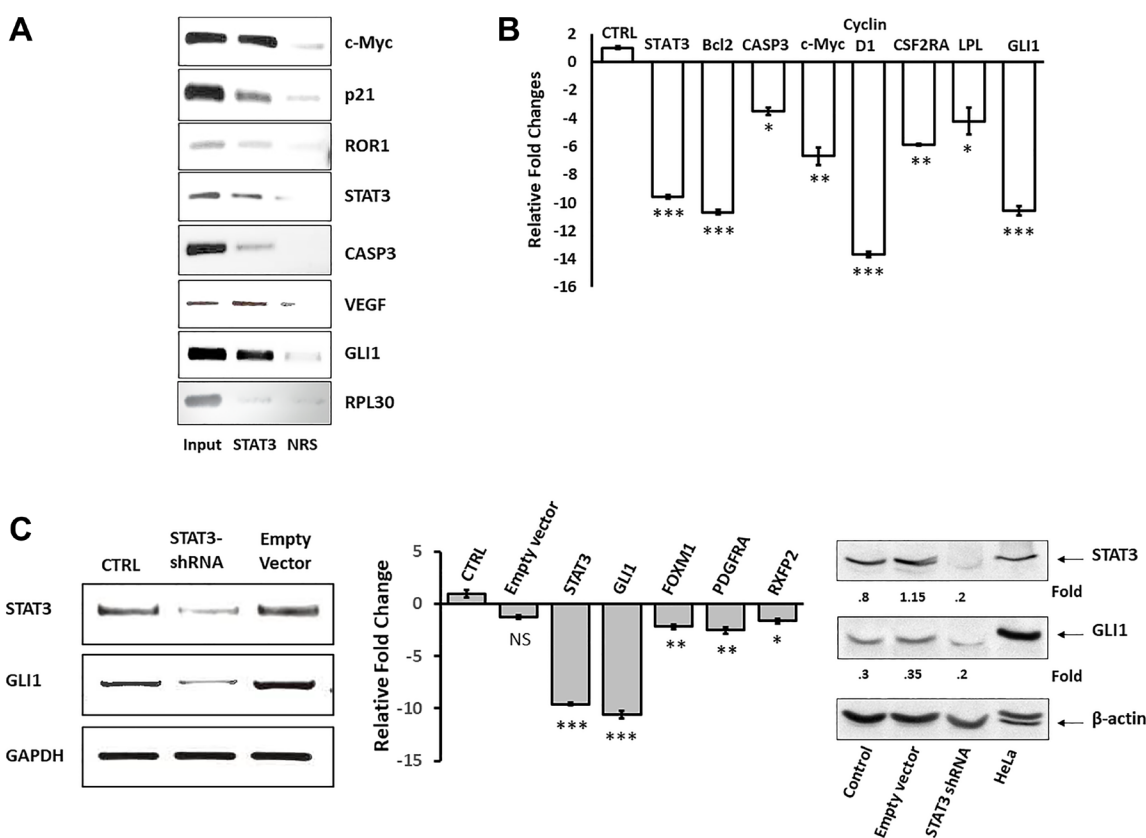 A
c-Myc
p21
ROR1
STAT3
CASP3
VEGF
GLI1
RPL30
Input STAT3 NRS
B
Relative Fold Changes
2
0
-2
-4
-6
-8
-10
-12
-14
-16
CTRL
STAT3
Bcl2
CASP3
c-Myc
Cyclin
D1
CSF2RA
LPL
GLI1
***
***
*
**
***
**
*
***
C
CTRL
STAT3-
shRNA
Empty
Vector
STAT3
GLI1
GAPDH
Relative Fold Change
5
0
-5
-10
-15
CTRL
Empty vector
STAT3
GLI1
FOXM1
PDGFRA
RXFP2
NS
***
***
**
**
*
STAT3
.8 1.15 .2 Fold
GLI1
.3 .35 .2 Fold
β-actin
Control
Empty vector
STAT3 shRNA
HeLa